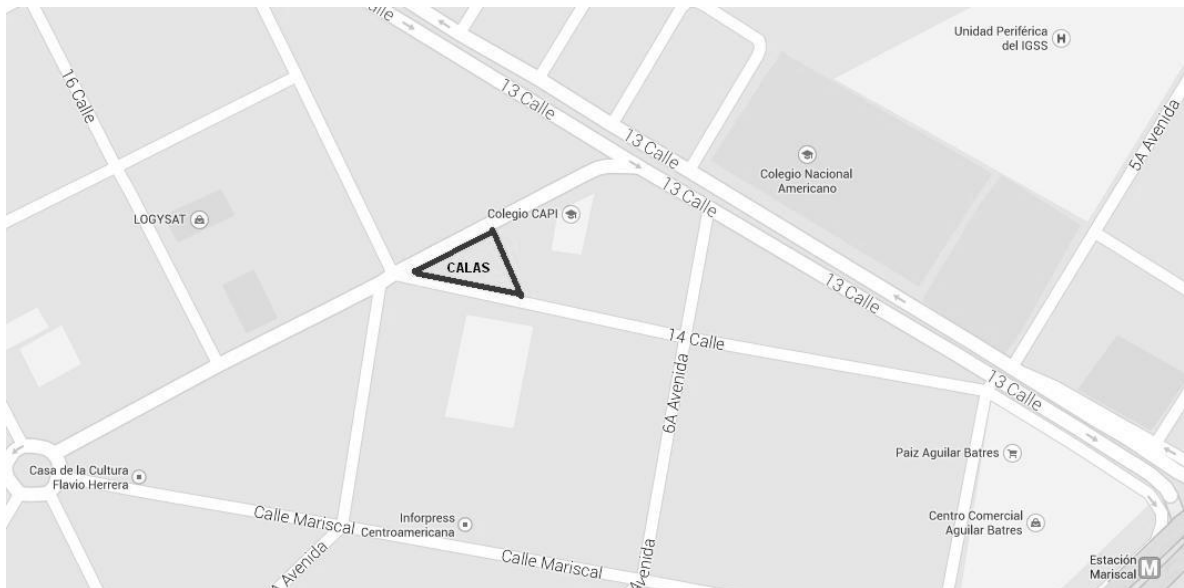 Unidad Periférica
del IGSS
16 Calle
13 Calle
13 Calle
13 Calle
5A Avenida
Colegio Nacional
Americano
LOGYSAT
Colegio CAPI
CALAS
13 Calle
14 Calle
13 Calle
6A Avenida
Paiz Aguilar Batres
Casa de la Cultura
Flavio Herrera
Calle Mariscal
Inforpress
Centroamericana
Centro Comercial
Aguilar Batres
Calle Mariscal
A Avenida
Avenida
Estación
Mariscal